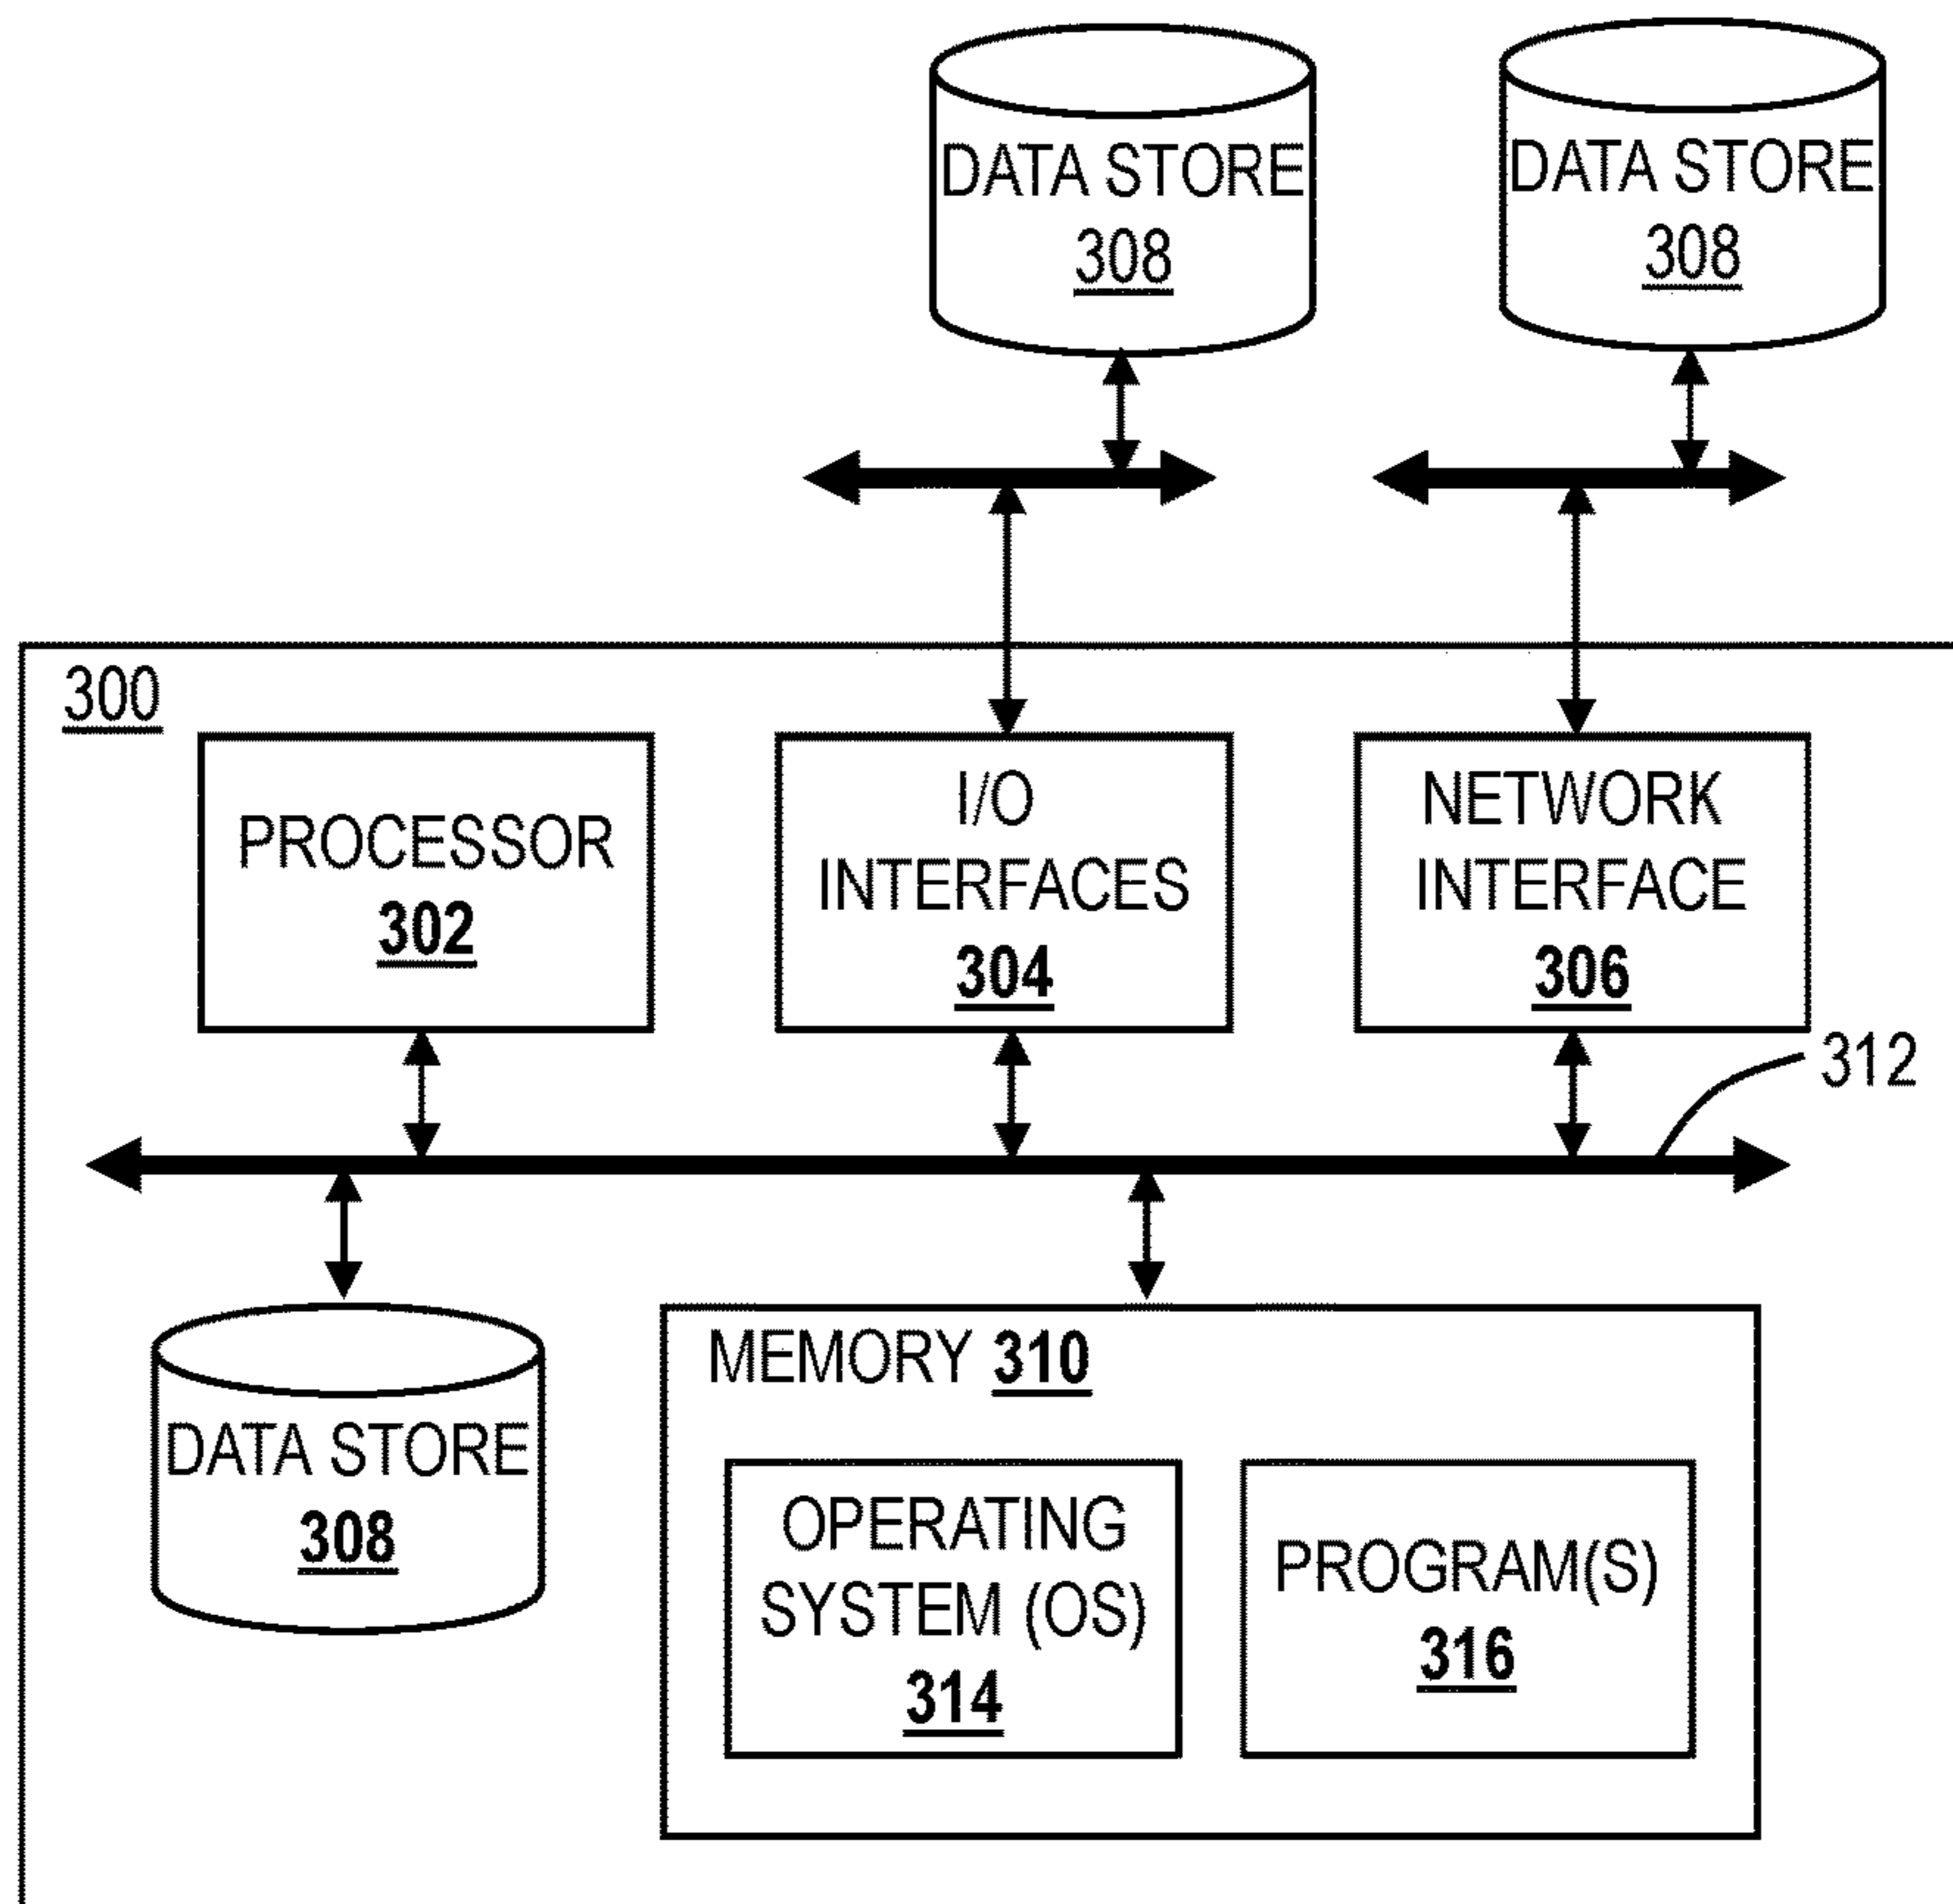 DATA STORE
308
DATA STORE
308
300
PROCESSOR
302
I/O
INTERFACES
304
NETWORK
INTERFACE
306
312
DATA STORE
308
MEMORY 310
OPERATING
SYSTEM (OS)
314
PROGRAM(S)
316